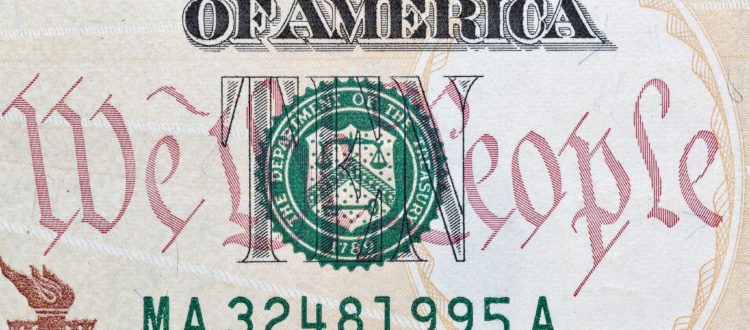 OF AMERICA
We the People
TEN
THE DEPARTMENT OF THE TREASURY
1789
MA 32481995 A